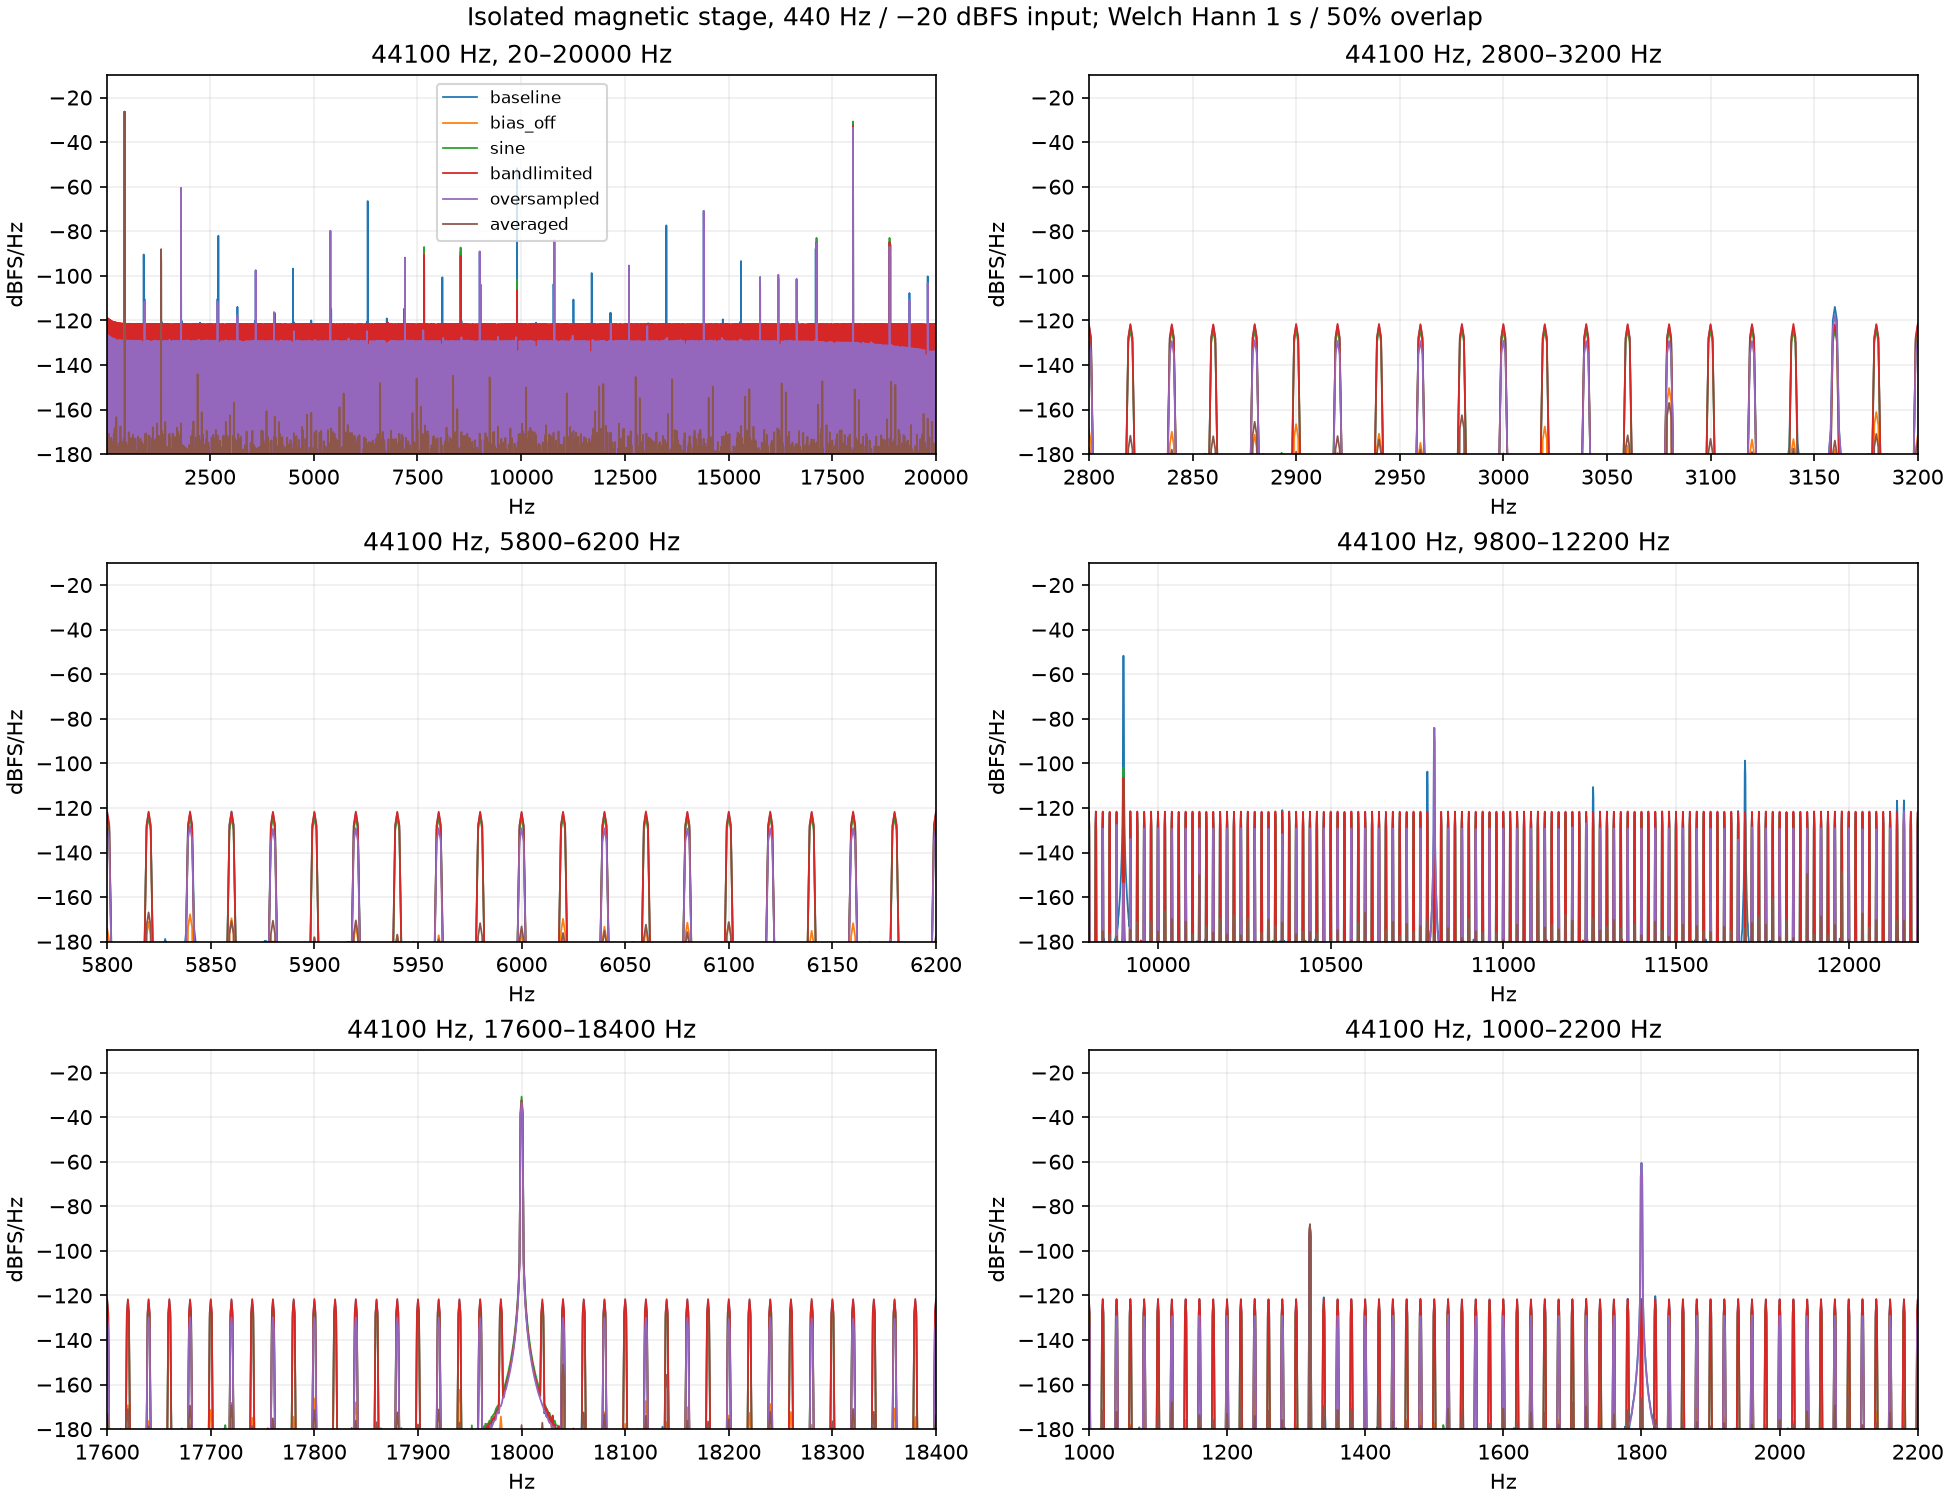 Isolated magnetic stage, 440 Hz / −20 dBFS input; Welch Hann 1 s / 50% overlap
44100 Hz, 20–20000 Hz
dBFS/Hz
−20
−40
−60
−80
−100
−120
−140
−160
−180
baseline
bias_off
sine
bandlimited
oversampled
averaged
2500 5000 7500 10000 12500 15000 17500 20000
Hz
44100 Hz, 2800–3200 Hz
dBFS/Hz
−20
−40
−60
−80
−100
−120
−140
−160
−180
2800 2850 2900 2950 3000 3050 3100 3150 3200
Hz
44100 Hz, 5800–6200 Hz
dBFS/Hz
−20
−40
−60
−80
−100
−120
−140
−160
−180
5800 5850 5900 5950 6000 6050 6100 6150 6200
Hz
44100 Hz, 9800–12200 Hz
dBFS/Hz
−20
−40
−60
−80
−100
−120
−140
−160
−180
10000 10500 11000 11500 12000
Hz
44100 Hz, 17600–18400 Hz
dBFS/Hz
−20
−40
−60
−80
−100
−120
−140
−160
−180
17600 17700 17800 17900 18000 18100 18200 18300 18400
Hz
44100 Hz, 1000–2200 Hz
dBFS/Hz
−20
−40
−60
−80
−100
−120
−140
−160
−180
1000 1200 1400 1600 1800 2000 2200
Hz